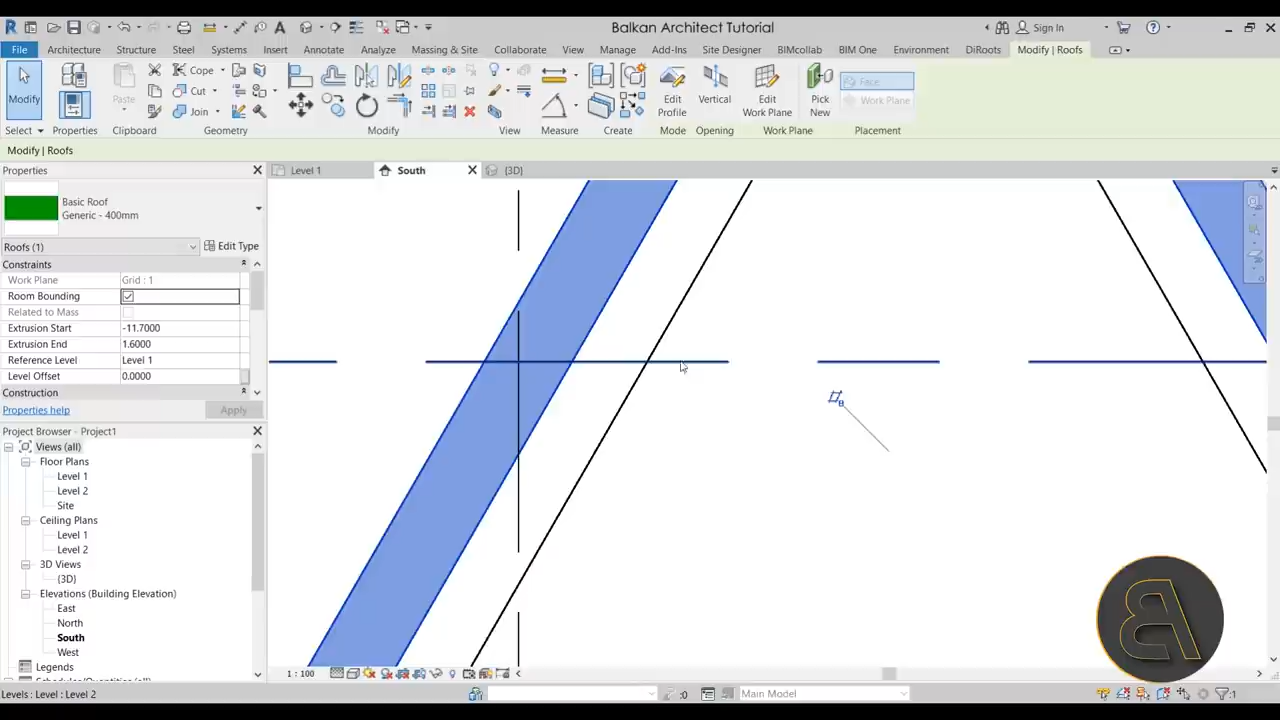 Balkan Architect Tutorial
Sign In
File Architecture Structure Steel Systems Insert Annotate Analyze Massing & Site Collaborate View Manage Add-Ins Site Designer BIMcollab BIM One Environment DiRoots Modify | Roofs
Modify Properties Paste Cope Cut Join Edit Profile Vertical Edit Work Plane Pick New Face Work Plane
Select Properties Clipboard Geometry Modify View Measure Create Mode Opening Work Plane Placement
Modify | Roofs
Properties
Level 1 South {3D}
Basic Roof
Generic - 400mm
Roofs (1) Edit Type
Constraints
Work Plane Grid : 1
Room Bounding
Related to Mass
Extrusion Start -11.7000
Extrusion End 1.6000
Reference Level Level 1
Level Offset 0.0000
Construction
Properties help Apply
Project Browser - Project1
Views (all)
Floor Plans
Level 1
Level 2
Site
Ceiling Plans
Level 1
Level 2
3D Views
{3D}
Elevations (Building Elevation)
East
North
South
West
Legends
Schedules/Quantities (all)
1 : 100
Levels : Level : Level 2 :0 Main Model :1